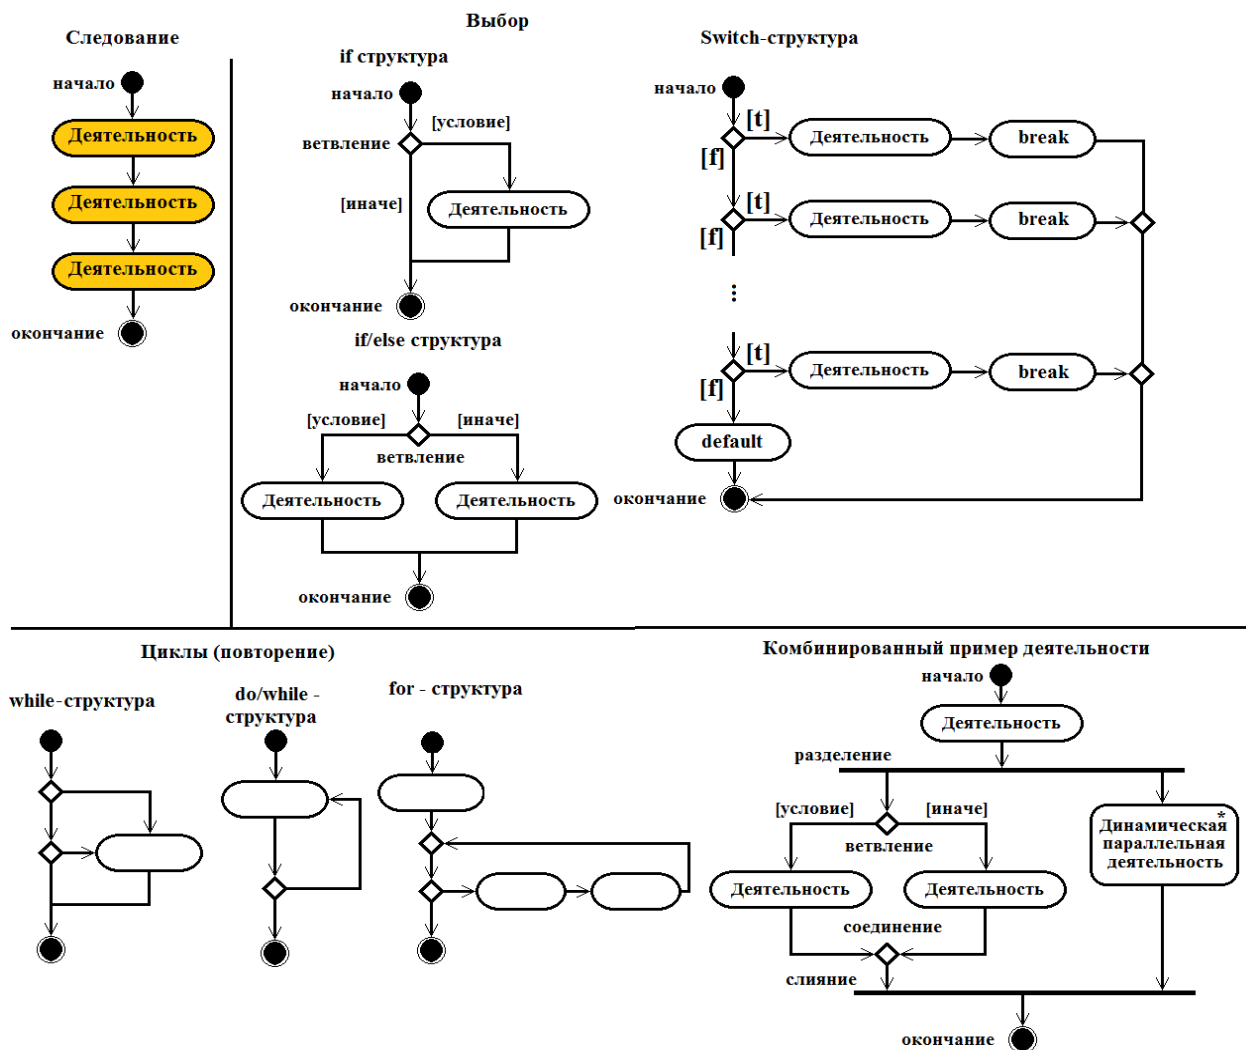 Следование
начало
Деятельность
Деятельность
Деятельность
окончание
Выбор
if структура
начало
[условие]
ветвление
[иначе]
Деятельность
окончание
if/else структура
начало
[условие]
[иначе]
ветвление
Деятельность
Деятельность
окончание
Switch-структура
начало
[t]
Деятельность
break
[f]
[t]
Деятельность
break
[f]
...
[t]
Деятельность
break
[f]
default
окончание
Циклы (повторение)
while-структура
do/while -
структура
for - структура
Комбинированный пример деятельности
начало
Деятельность
разделение
[условие]
[иначе]
ветвление
Деятельность
Деятельность
*
Динамическая
параллельная
деятельность
соединение
слияние
окончание